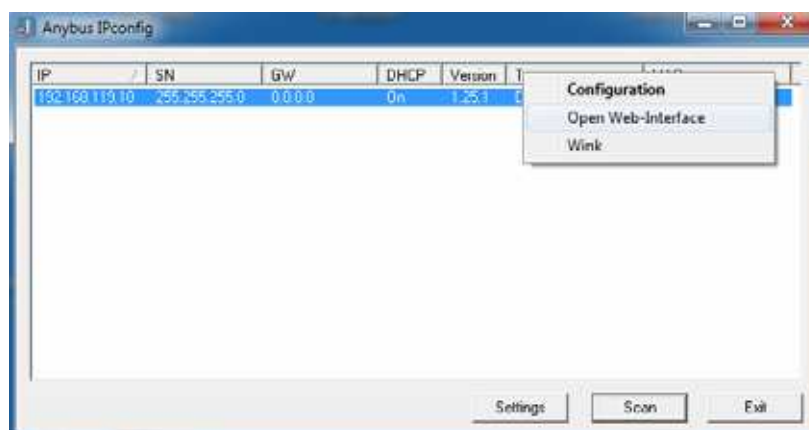 Anybus IPconfig
IP SN GW DHCP Version
192.168.119.10 255.255.255.0 0.0.0.0 On 1.25.1
Configuration
Open Web-Interface
Wink
Settings Scan Exit